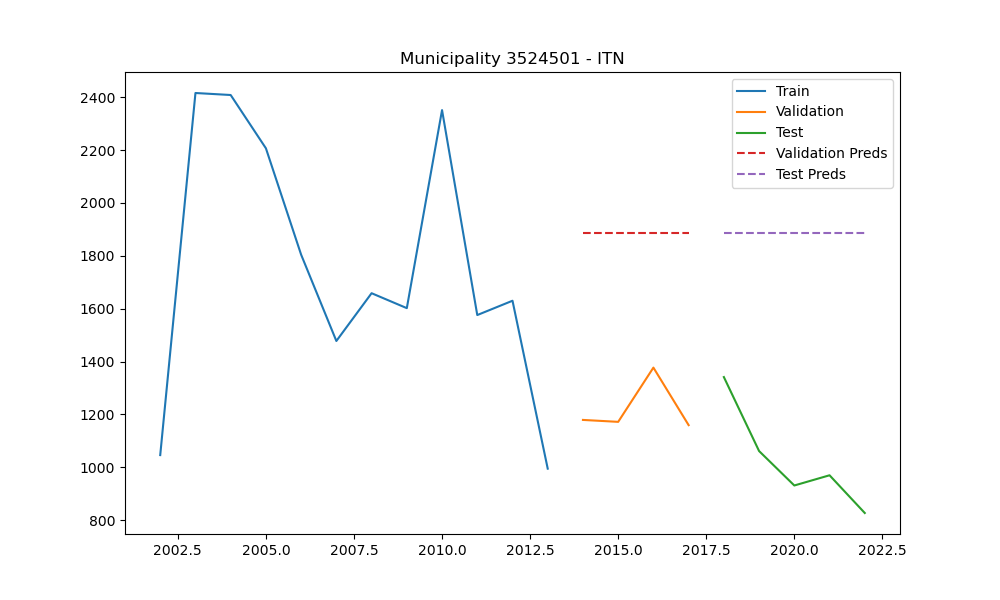 Municipality 3524501 - ITN
2400
2200
2000
1800
1600
1400
1200
1000
800
Train
Validation
Test
Validation Preds
Test Preds
2002.5 2005.0 2007.5 2010.0 2012.5 2015.0 2017.5 2020.0 2022.5